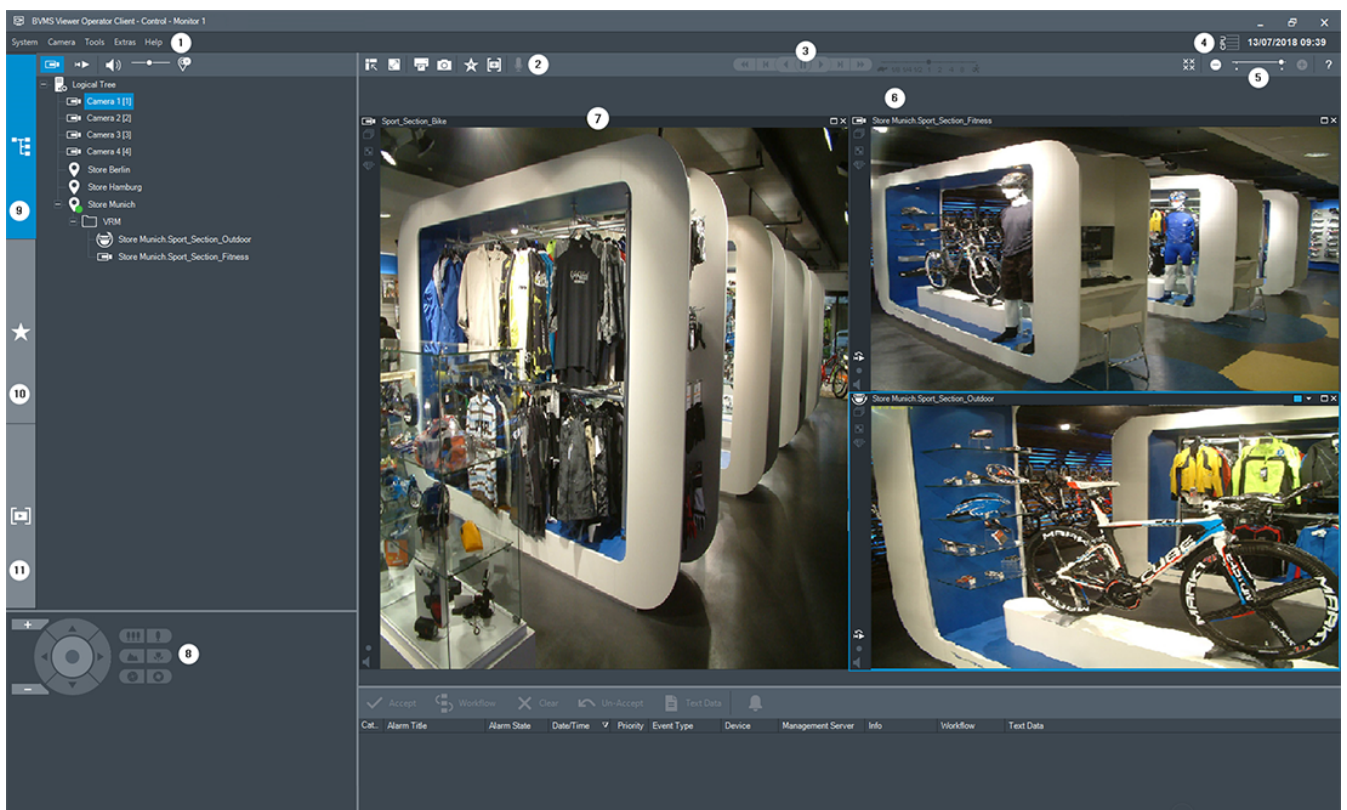 BVMS Viewer Operator Client - Control - Monitor 1
System Camera Tools Extras Help 1
3
4 13/07/2018 09:39
2
5 ?
Logical Tree
Camera 1 [1]
Camera 2 [2]
Camera 3 [3]
Camera 4 [4]
Store Berlin
Store Hamburg
Store Munich
VRM
Store Munich.Sport_Section_Outdoor
Store Munich.Sport_Section_Fitness
9
10
11
6
Sport_Section_Bike 7
Store Munich.Sport_Section_Fitness
Store Munich.Sport_Section_Outdoor
CUBE
8
Accept Workflow Clear Un-Accept Text Data
Cat.. Alarm Title Alarm State Date/Time Priority Event Type Device Management Server Info Workflow Text Data